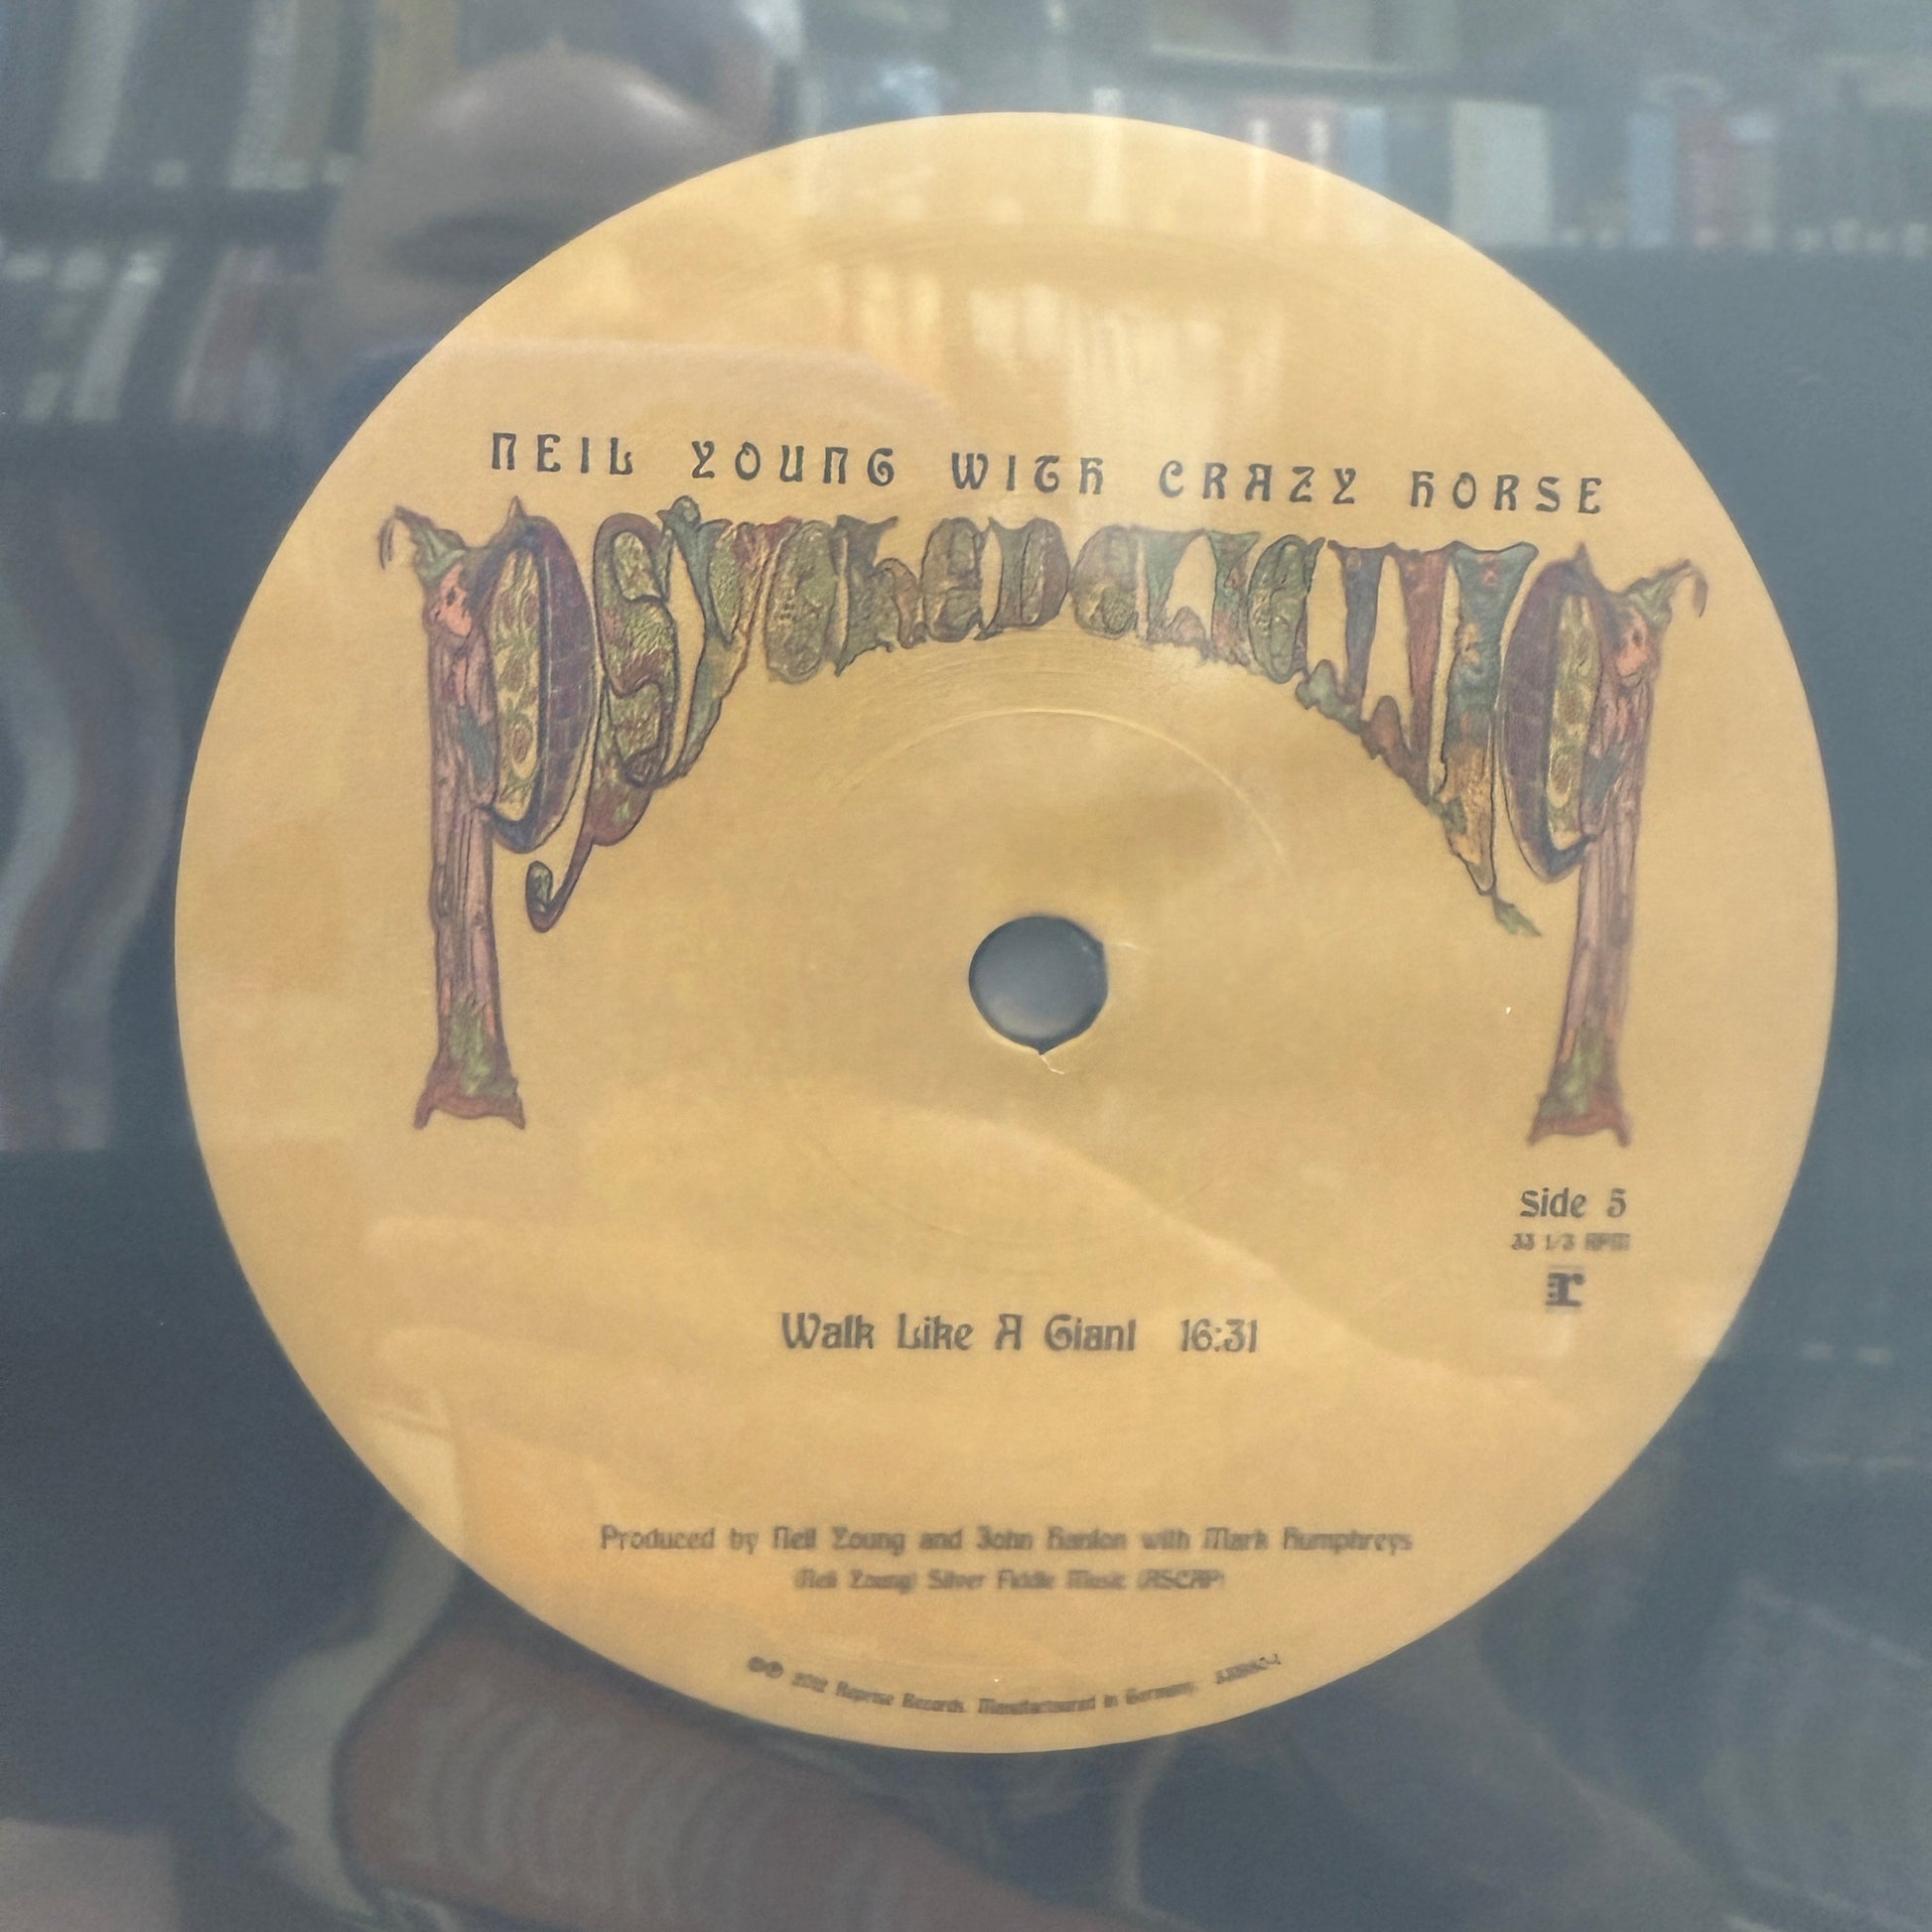 NEIL YOUNG WITH CRAZY HORSE
PSYCHEDELIC PILL
Side 5
33 1/3 RPM
r
Walk Like A Giant 16:31
Produced by Neil Young and John Hanlon with Mark Humphreys
(Neil Young) Silver Fiddle Music (ASCAP)
©℗ 2012 Reprise Records. Manufactured in Germany.